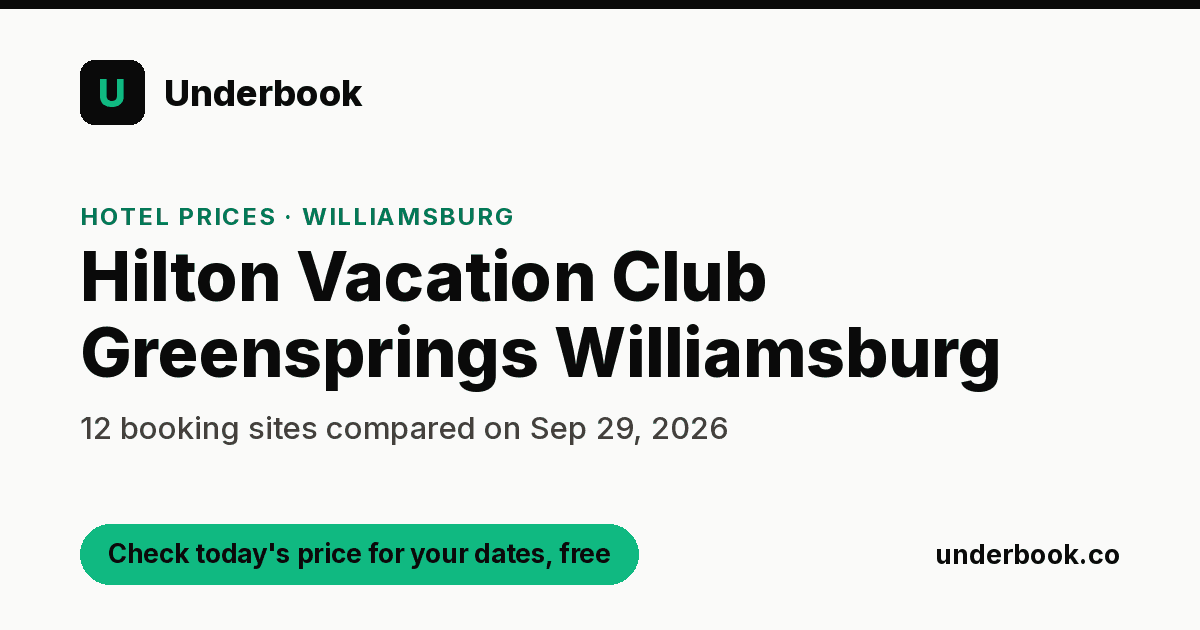 U Underbook
HOTEL PRICES · WILLIAMSBURG
Hilton Vacation Club
Greensprings Williamsburg
12 booking sites compared on Sep 29, 2026
Check today's price for your dates, free
underbook.co